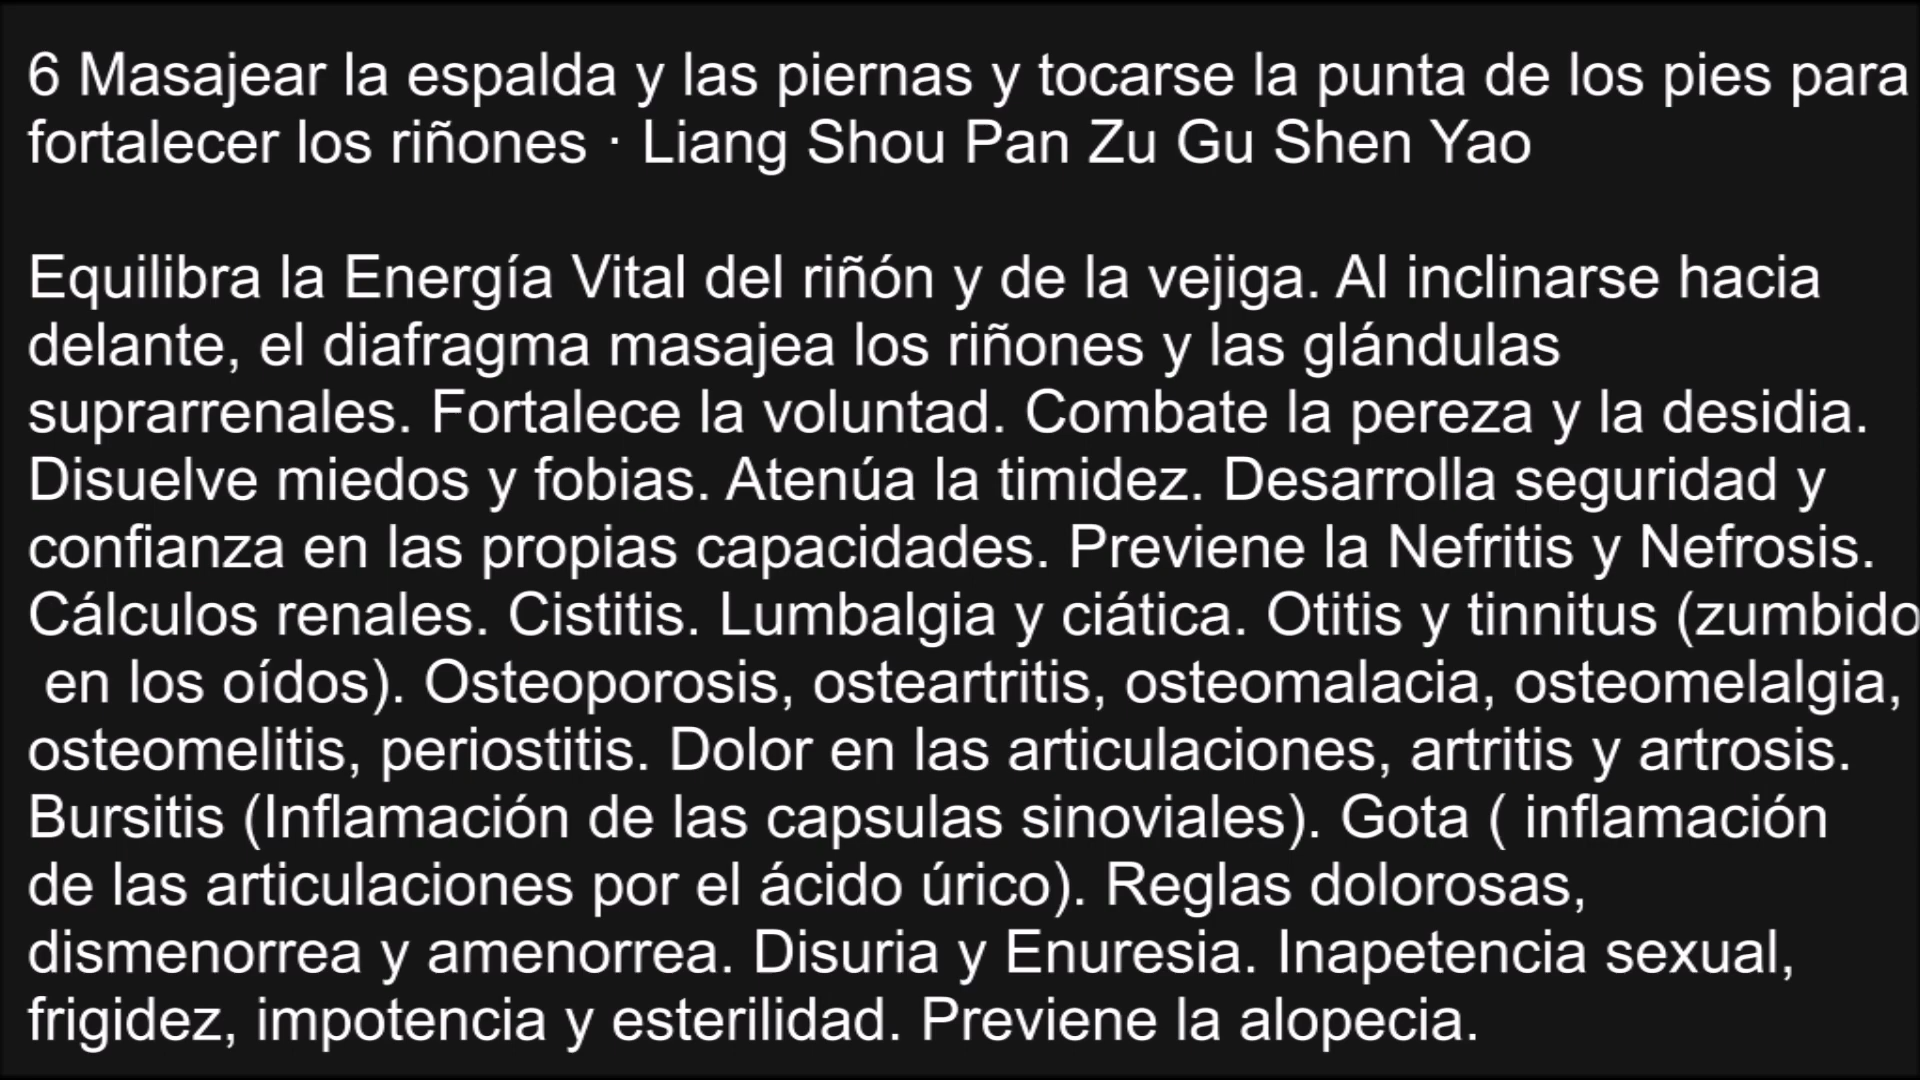 6 Masajear la espalda y las piernas y tocarse la punta de los pies para
fortalecer los riñones · Liang Shou Pan Zu Gu Shen Yao
Equilibra la Energía Vital del riñón y de la vejiga. Al inclinarse hacia
delante, el diafragma masajea los riñones y las glándulas
suprarrenales. Fortalece la voluntad. Combate la pereza y la desidia.
Disuelve miedos y fobias. Atenúa la timidez. Desarrolla seguridad y
confianza en las propias capacidades. Previene la Nefritis y Nefrosis.
Cálculos renales. Cistitis. Lumbalgia y ciática. Otitis y tinnitus (zumbido
en los oídos). Osteoporosis, osteartritis, osteomalacia, osteomelalgia,
osteomelitis, periostitis. Dolor en las articulaciones, artritis y artrosis.
Bursitis (Inflamación de las capsulas sinoviales). Gota ( inflamación
de las articulaciones por el ácido úrico). Reglas dolorosas,
dismenorrea y amenorrea. Disuria y Enuresia. Inapetencia sexual,
frigidez, impotencia y esterilidad. Previene la alopecia.